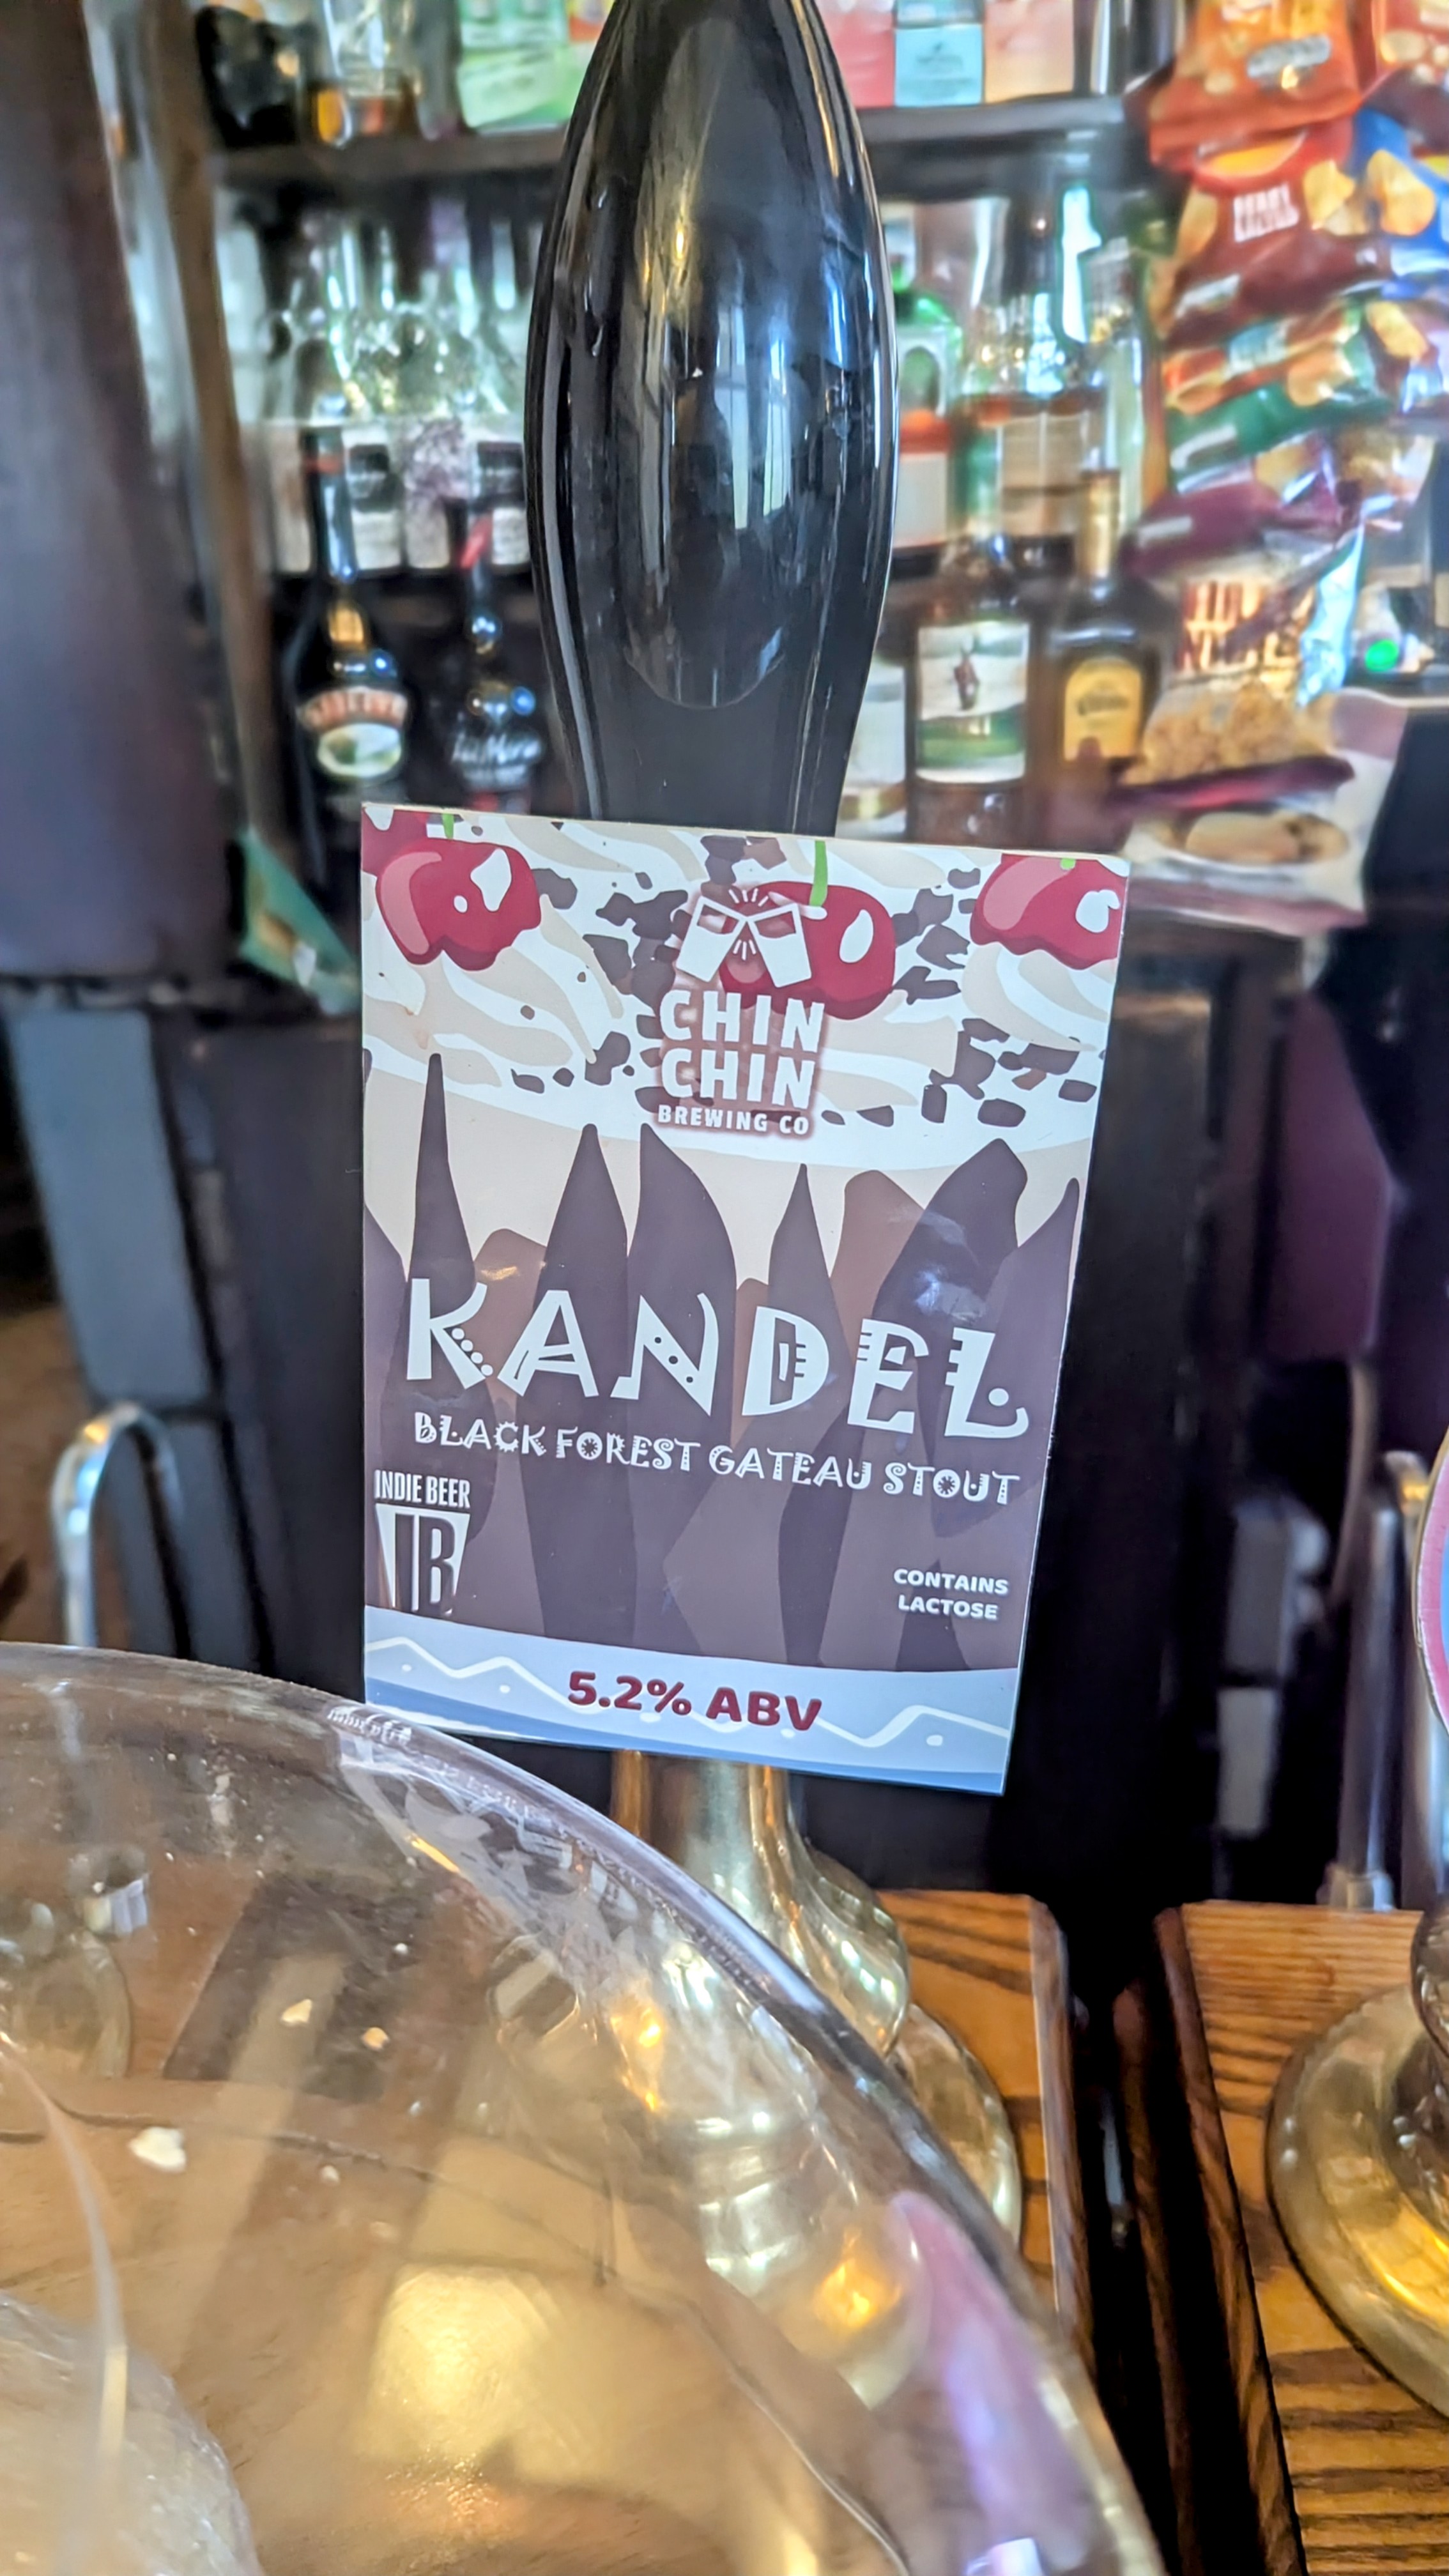 CHIN
CHIN
BREWING CO
KANDEL
BLACK FOREST GATEAU STOUT
INDIE BEER
IB
CONTAINS
LACTOSE
5.2% ABV